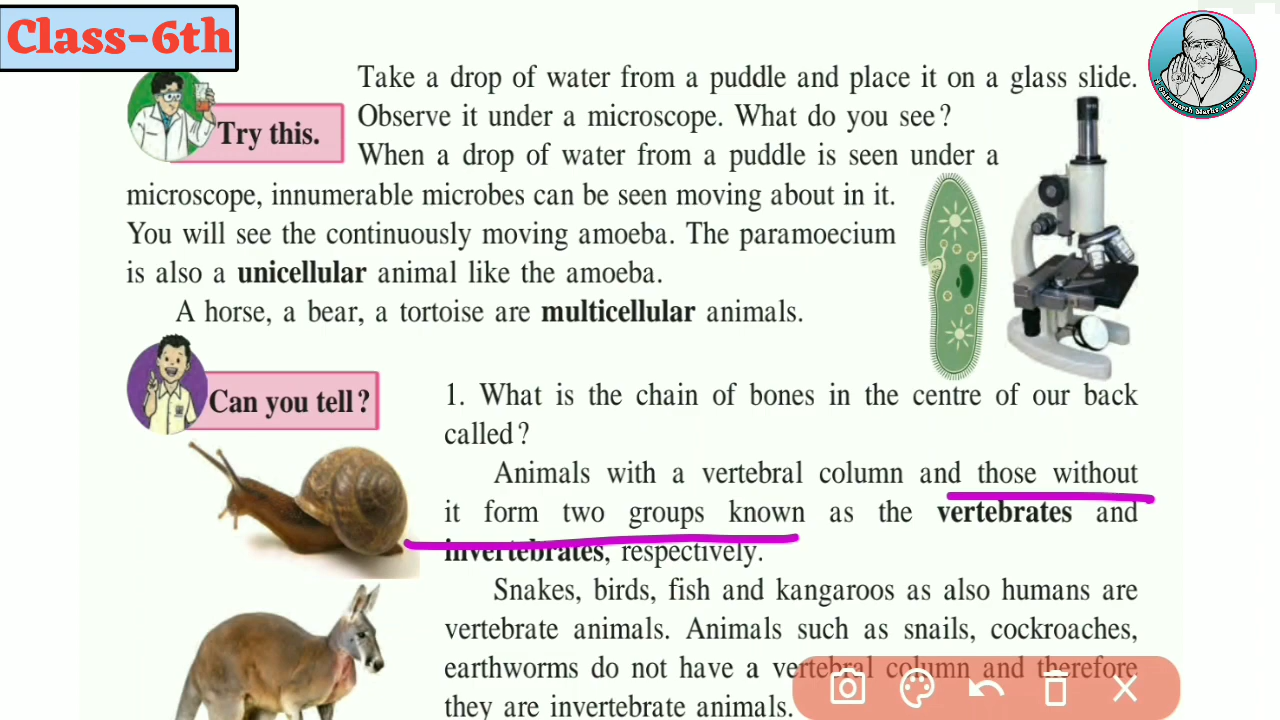 Class-6th
Take a drop of water from a puddle and place it on a glass slide.
Try this.
Observe it under a microscope. What do you see?
When a drop of water from a puddle is seen under a
microscope, innumerable microbes can be seen moving about in it.
You will see the continuously moving amoeba. The paramoecium
is also a unicellular animal like the amoeba.
A horse, a bear, a tortoise are multicellular animals.
Can you tell?
1. What is the chain of bones in the centre of our back
called?
Animals with a vertebral column and those without
it form two groups known as the vertebrates and
invertebrates, respectively.
Snakes, birds, fish and kangaroos as also humans are
vertebrate animals. Animals such as snails, cockroaches,
earthworms do not have a vertebral column and therefore
they are invertebrate animals.